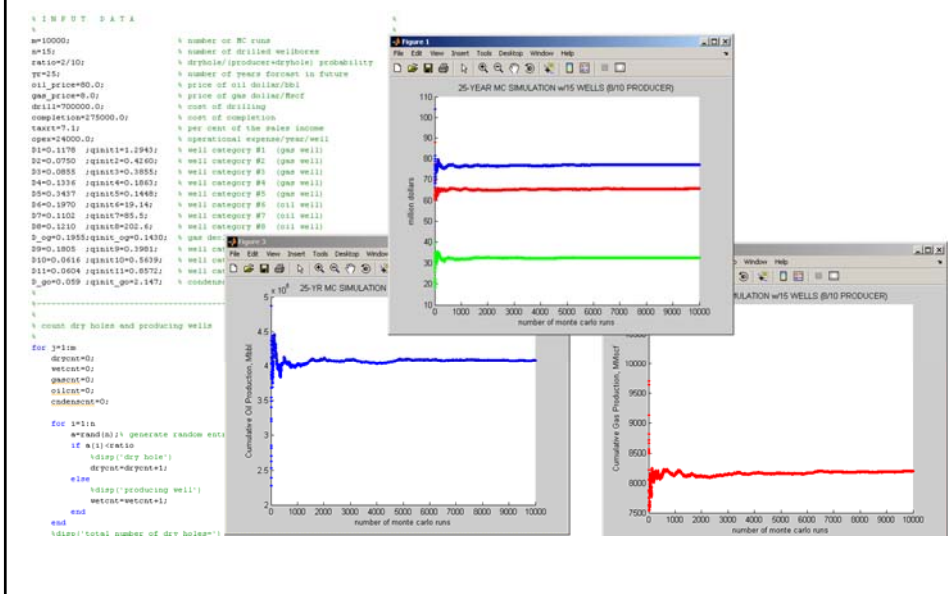 % I N P U T   D A T A
%
%
m=10000; % number or MC runs
n=15; % number of drilled wellbores
ratio=2/10; % dryhole/(producer+dryhole) probability
yr=25; % number of years forcast in future
oil_price=80.0; % price of oil dollar/bbl
gas_price=8.0; % price of gas dollar/Mscf
drill=700000.0; % cost of drilling
completion=275000.0; % cost of completion
taxrt=7.1; % per cent of the sales income
opex=24000.0; % operational expense/year/well
D1=0.1178 ;qinit1=1.2943; % well category #1 (gas well)
D2=0.0750 ;qinit2=0.4260; % well category #2 (gas well)
D3=0.0855 ;qinit3=0.3855; % well category #3 (gas well)
D4=0.1336 ;qinit4=0.1863; % well category #4 (gas well)
D5=0.3437 ;qinit5=0.1448; % well category #5 (gas well)
D6=0.1970 ;qinit6=19.14; % well category #6 (oil well)
D7=0.1102 ;qinit7=85.5; % well category #7 (oil well)
D8=0.1210 ;qinit8=202.6; % well category #8 (oil well)
D_og=0.1955;qinit_og=0.1430; % gas
D9=0.1805 ;qinit9=0.3981; % well
D10=0.0616 ;qinit10=0.5639; % well
D11=0.0604 ;qinit11=0.8572; % well
D_go=0.059 ;qinit_go=2.147; %
%
%
%
% count dry holes and producing wells
%
for j=1:m
drycnt=0;
wetcnt=0;
gascnt=0;
oilcnt=0;
cndenscnt=0;
for i=1:n
a=rand(n);% generate random
if a(i)<ratio
%disp('dry hole')
drycnt=drycnt+1;
else
%disp('producing well')
wetcnt=wetcnt+1;
end
end
%disp('total number of dry holes=')
Figure 1
File Edit View Insert Tools Desktop Window Help
25-YEAR MC SIMULATION w/15 WELLS (8/10 PRODUCER)
million dollars
110
100
90
80
70
60
50
40
30
20
10
0 1000 2000 3000 4000 5000 6000 7000 8000 9000 10000
number of monte carlo runs
Figure 3
File Edit View Insert Tools Desktop Window
x 10
25-YR MC SIMULATION
Cumulative Oil Production, Mbbl
5
4.5
4
3.5
3
2.5
2
0 1000 2000 3000 4000 5000 6000 7000 8000 9000 10000
number of monte carlo runs
Window Help
w/15 WELLS (8/10 PRODUCER)
Cumulative Gas Production, MMscf
10000
9500
9000
8500
8000
7500
0 1000 2000 3000 4000 5000 6000 7000 8000 9000 10000
number of monte carlo runs